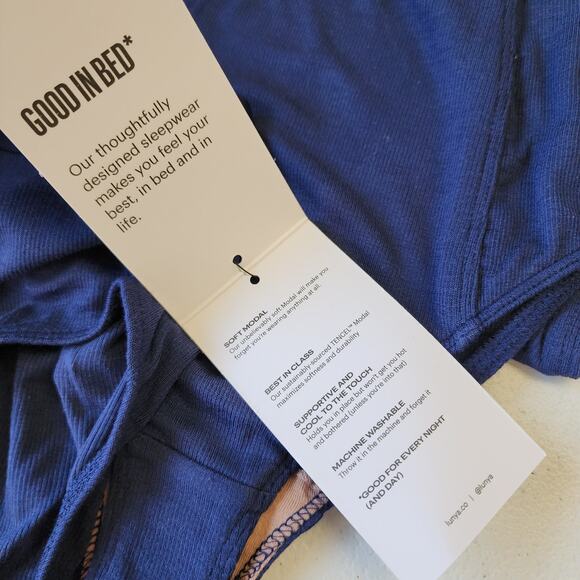 GOOD IN BED*
Our thoughtfully
designed sleepwear
makes you feel your
best, in bed and in
life.
SOFT MODAL
Our unbelievably soft Modal will make you
forget you're wearing anything at all.
BEST IN CLASS
Our sustainably-sourced TENCEL™ Modal
maximizes softness and durability
SUPPORTIVE AND
COOL TO THE TOUCH
Holds you in place but won't get you hot
and bothered (unless you're into that)
MACHINE WASHABLE
Throw it in the machine and forget it
*GOOD FOR EVERY NIGHT
(AND DAY)
lunya.co | @lunya